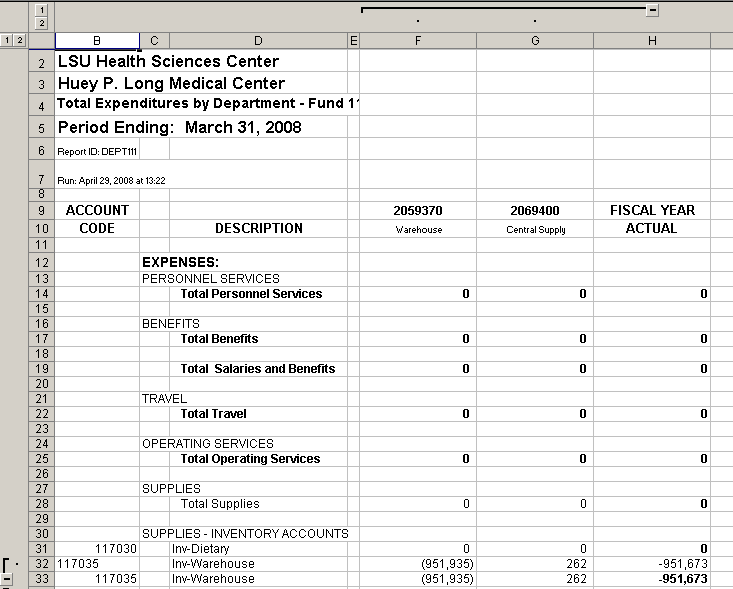 1
2
1 2 B C D E F G H
2 LSU Health Sciences Center
3 Huey P. Long Medical Center
4 Total Expenditures by Department - Fund 1
5 Period Ending: March 31, 2008
6 Report ID: DEPT111
7 Run: April 29, 2008 at 13:22
8
9 ACCOUNT 2059370 2069400 FISCAL YEAR
10 CODE DESCRIPTION Warehouse Central Supply ACTUAL
11
12 EXPENSES:
13 PERSONNEL SERVICES
14 Total Personnel Services 0 0 0
15
16 BENEFITS
17 Total Benefits 0 0 0
18
19 Total Salaries and Benefits 0 0 0
20
21 TRAVEL
22 Total Travel 0 0 0
23
24 OPERATING SERVICES
25 Total Operating Services 0 0 0
26
27 SUPPLIES
28 Total Supplies 0 0 0
29
30 SUPPLIES - INVENTORY ACCOUNTS
31 117030 Inv-Dietary 0 0 0
32 117035 Inv-Warehouse (951,935) 262 -951,673
33 117035 Inv-Warehouse (951,935) 262 -951,673